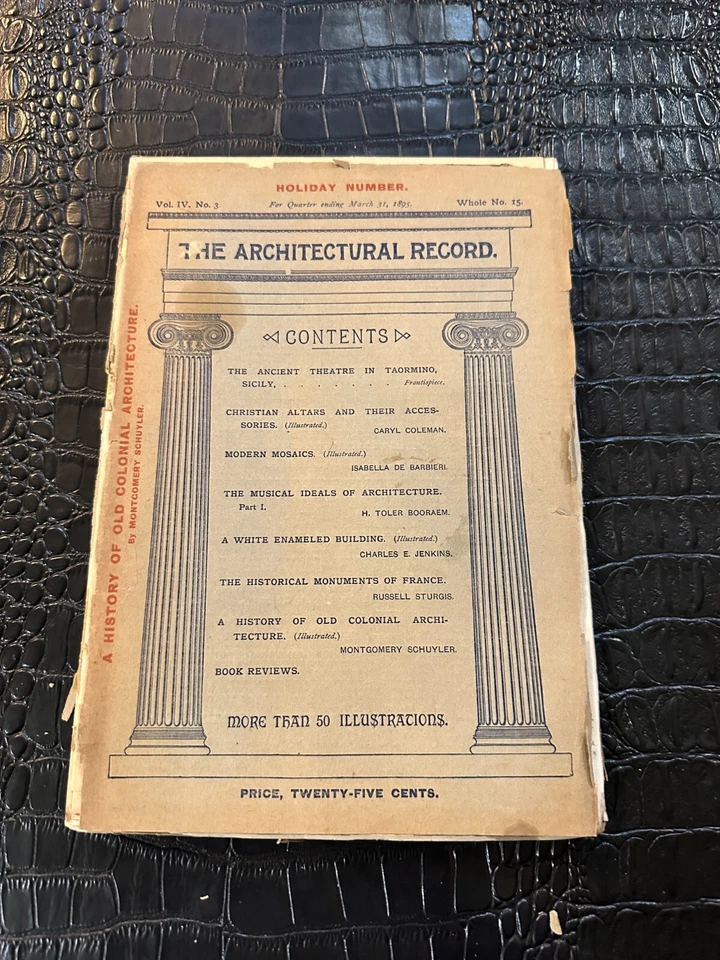 HOLIDAY NUMBER.
Vol. IV, No. 3. For Quarter ending March 31, 1895. Whole No. 15.
THE ARCHITECTURAL RECORD.
CONTENTS
THE ANCIENT THEATRE IN TAORMINO,
SICILY, . . . . . . . Frontispiece.
CHRISTIAN ALTARS AND THEIR ACCES-
SORIES. (Illustrated.)
CARYL COLEMAN.
MODERN MOSAICS. (Illustrated.)
ISABELLA DE BARBIERI.
THE MUSICAL IDEALS OF ARCHITECTURE.
Part I. H. TOLER BOORAEM.
A WHITE ENAMELED BUILDING. (Illustrated.)
CHARLES E. JENKINS.
THE HISTORICAL MONUMENTS OF FRANCE.
RUSSELL STURGIS.
A HISTORY OF OLD COLONIAL ARCHI-
TECTURE. (Illustrated.)
MONTGOMERY SCHUYLER.
BOOK REVIEWS.
MORE THAN 50 ILLUSTRATIONS.
PRICE, TWENTY-FIVE CENTS.
A HISTORY OF OLD COLONIAL ARCHITECTURE.
By MONTGOMERY SCHUYLER.